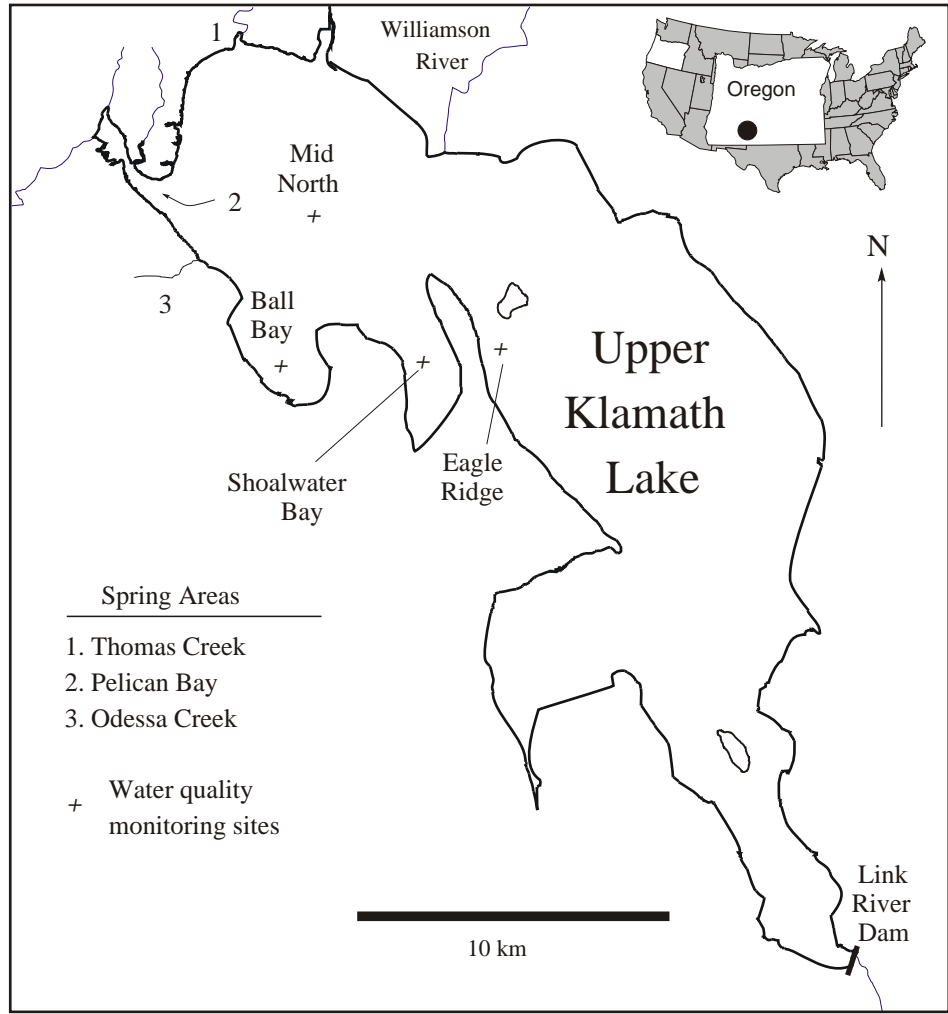 1
Williamson
River
Oregon
Mid
North
+
2
N
3
Ball
Bay
+
+
+
Upper
Klamath
Lake
Shoalwater
Bay
Eagle
Ridge
Spring Areas
1. Thomas Creek
2. Pelican Bay
3. Odessa Creek
+ Water quality
monitoring sites
10 km
Link
River
Dam